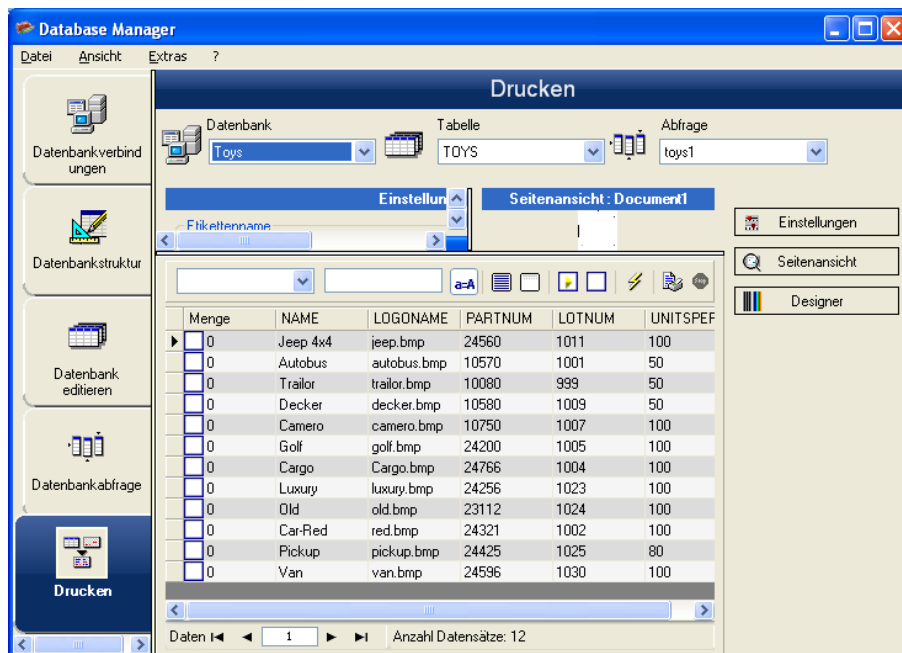 Database Manager
Datei Ansicht Extras ?
Drucken
Datenbankverbind
ungen
Datenbankstruktur
Datenbank
editieren
Datenbankabfrage
Drucken
Datenbank Tabelle Abfrage
Toys TOYS toys1
Einstellun Seitenansicht : Document1
Etikettenname
Einstellungen
Seitenansicht
Designer
a=A
Menge NAME LOGONAME PARTNUM LOTNUM UNITSPER
0 Jeep 4x4 jeep.bmp 24560 1011 100
0 Autobus autobus.bmp 10570 1001 50
0 Trailor trailor.bmp 10080 999 50
0 Decker decker.bmp 10580 1009 50
0 Camero camero.bmp 10750 1007 100
0 Golf golf.bmp 24200 1005 100
0 Cargo Cargo.bmp 24766 1004 100
0 Luxury luxury.bmp 24256 1023 100
0 Old old.bmp 23112 1024 100
0 Car-Red red.bmp 24321 1002 100
0 Pickup pickup.bmp 24425 1025 80
0 Van van.bmp 24596 1030 100
Daten 1 Anzahl Datensätze: 12